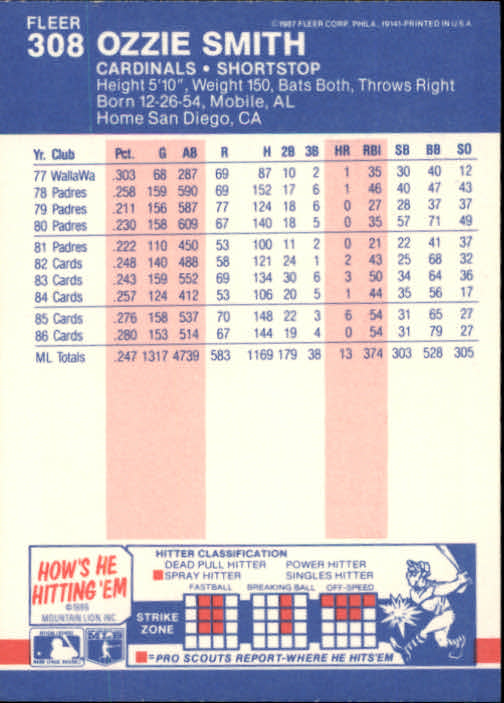 FLEER
308 OZZIE SMITH
©1987 FLEER CORP. PHILA., 19141-PRINTED IN U.S.A.
CARDINALS • SHORTSTOP
Height 5'10", Weight 150, Bats Both, Throws Right
Born 12-26-54, Mobile, AL
Home San Diego, CA
Yr. Club Pct. G AB R H 2B 3B HR RBI SB BB SO
77 WallaWa .303 68 287 69 87 10 2 1 35 30 40 12
78 Padres .258 159 590 69 152 17 6 1 46 40 47 43
79 Padres .211 156 587 77 124 18 6 0 27 28 37 37
80 Padres .230 158 609 67 140 18 5 0 35 57 71 49
81 Padres .222 110 450 53 100 11 2 0 21 22 41 37
82 Cards .248 140 488 58 121 24 1 2 43 25 68 32
83 Cards .243 159 552 69 134 30 6 3 50 34 64 36
84 Cards .257 124 412 53 106 20 5 1 44 35 56 17
85 Cards .276 158 537 70 148 22 3 6 54 31 65 27
86 Cards .280 153 514 67 144 19 4 0 54 31 79 27
ML Totals .247 1317 4739 583 1169 179 38 13 374 303 528 305
HOW'S HE
HITTING 'EM
©1986
MOUNTAIN LION, INC
HITTER CLASSIFICATION
DEAD PULL HITTER POWER HITTER
SPRAY HITTER SINGLES HITTER
FASTBALL BREAKING BALL OFF-SPEED
STRIKE
ZONE
=PRO SCOUTS REPORT-WHERE HE HITS'EM